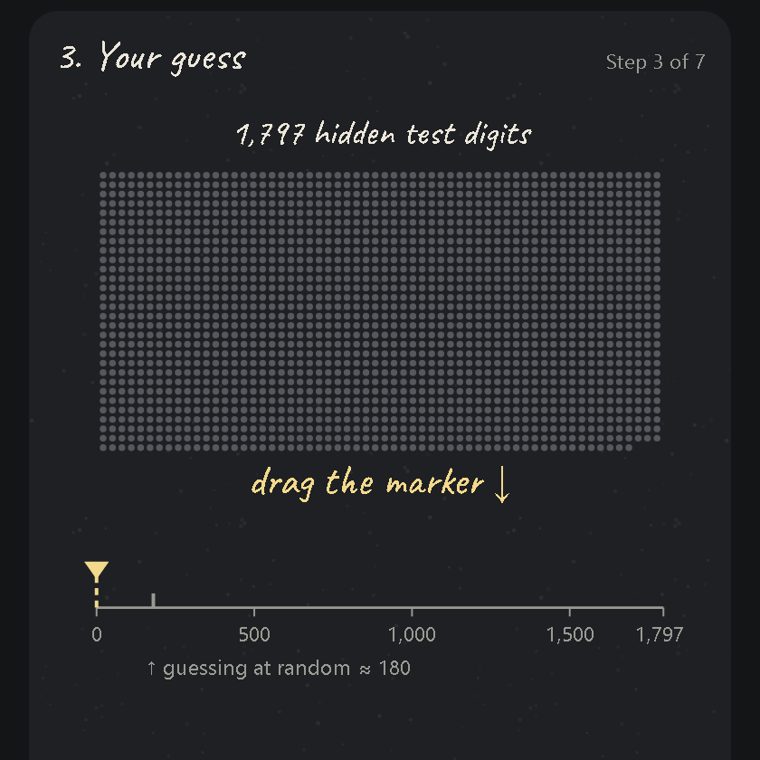 3. Your guess
Step 3 of 7
1,797 hidden test digits
drag the marker ↓
0 500 1,000 1,500 1,797
↑ guessing at random ≈ 180